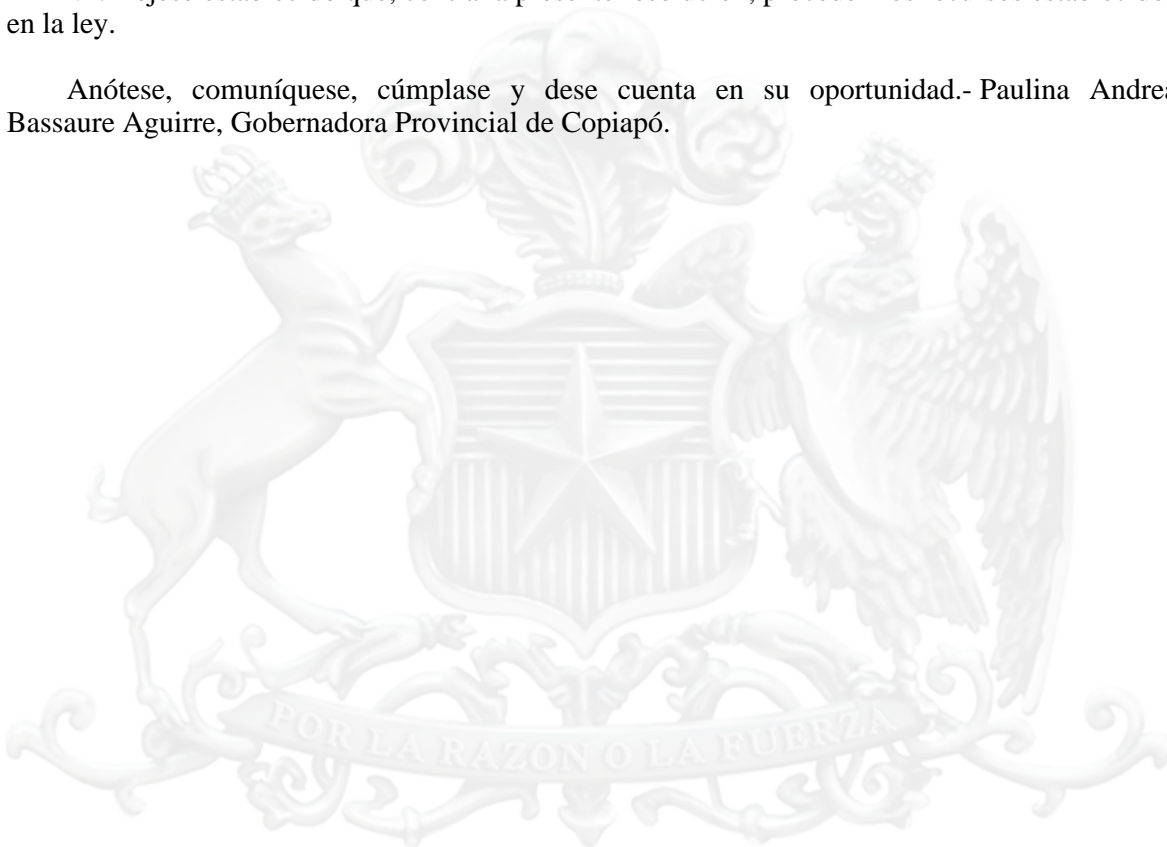 en la ley.
Anótese, comuníquese, cúmplase y dese cuenta en su oportunidad.- Paulina Andrea
Bassaure Aguirre, Gobernadora Provincial de Copiapó.
POR LA RAZON O LA FUERZA